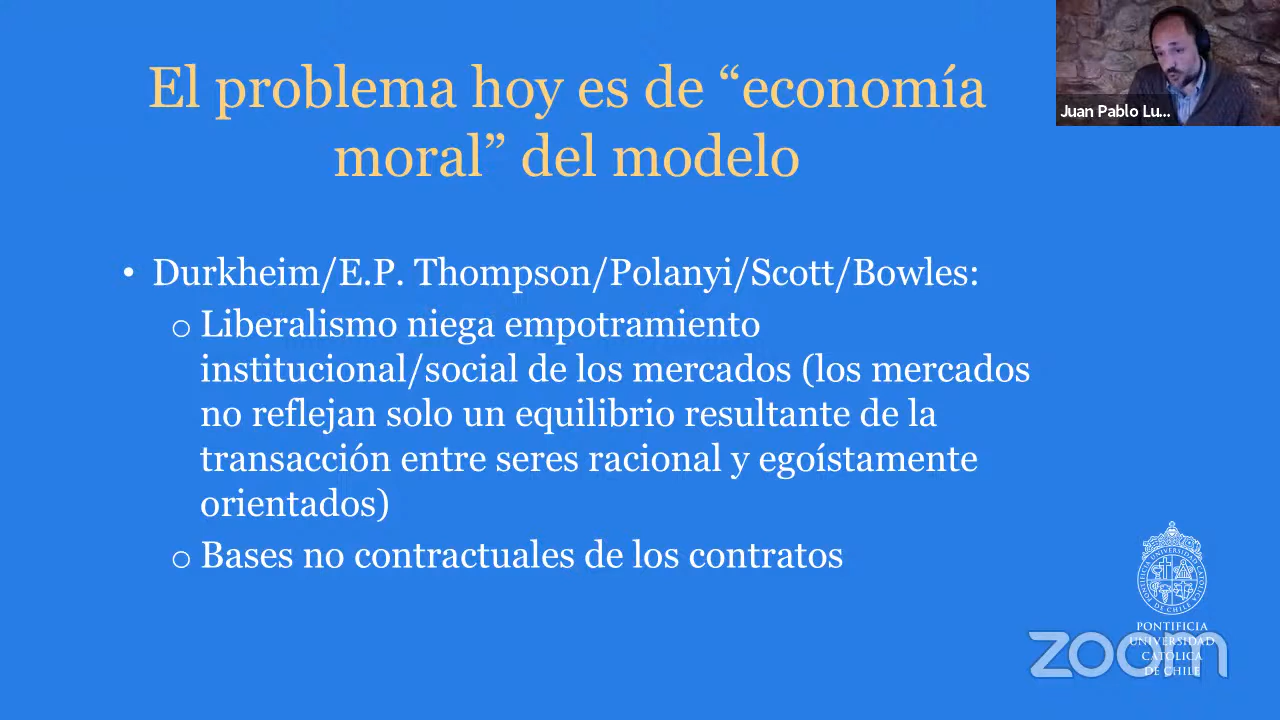 El problema hoy es de “economía
moral” del modelo
Juan Pablo Lu...
• Durkheim/E.P. Thompson/Polanyi/Scott/Bowles:
o Liberalismo niega empotramiento
institucional/social de los mercados (los mercados
no reflejan solo un equilibrio resultante de la
transacción entre seres racional y egoístamente
orientados)
o Bases no contractuales de los contratos
PONTIFICIA
UNIVERSIDAD
CATÓLICA
DE CHILE
zoom